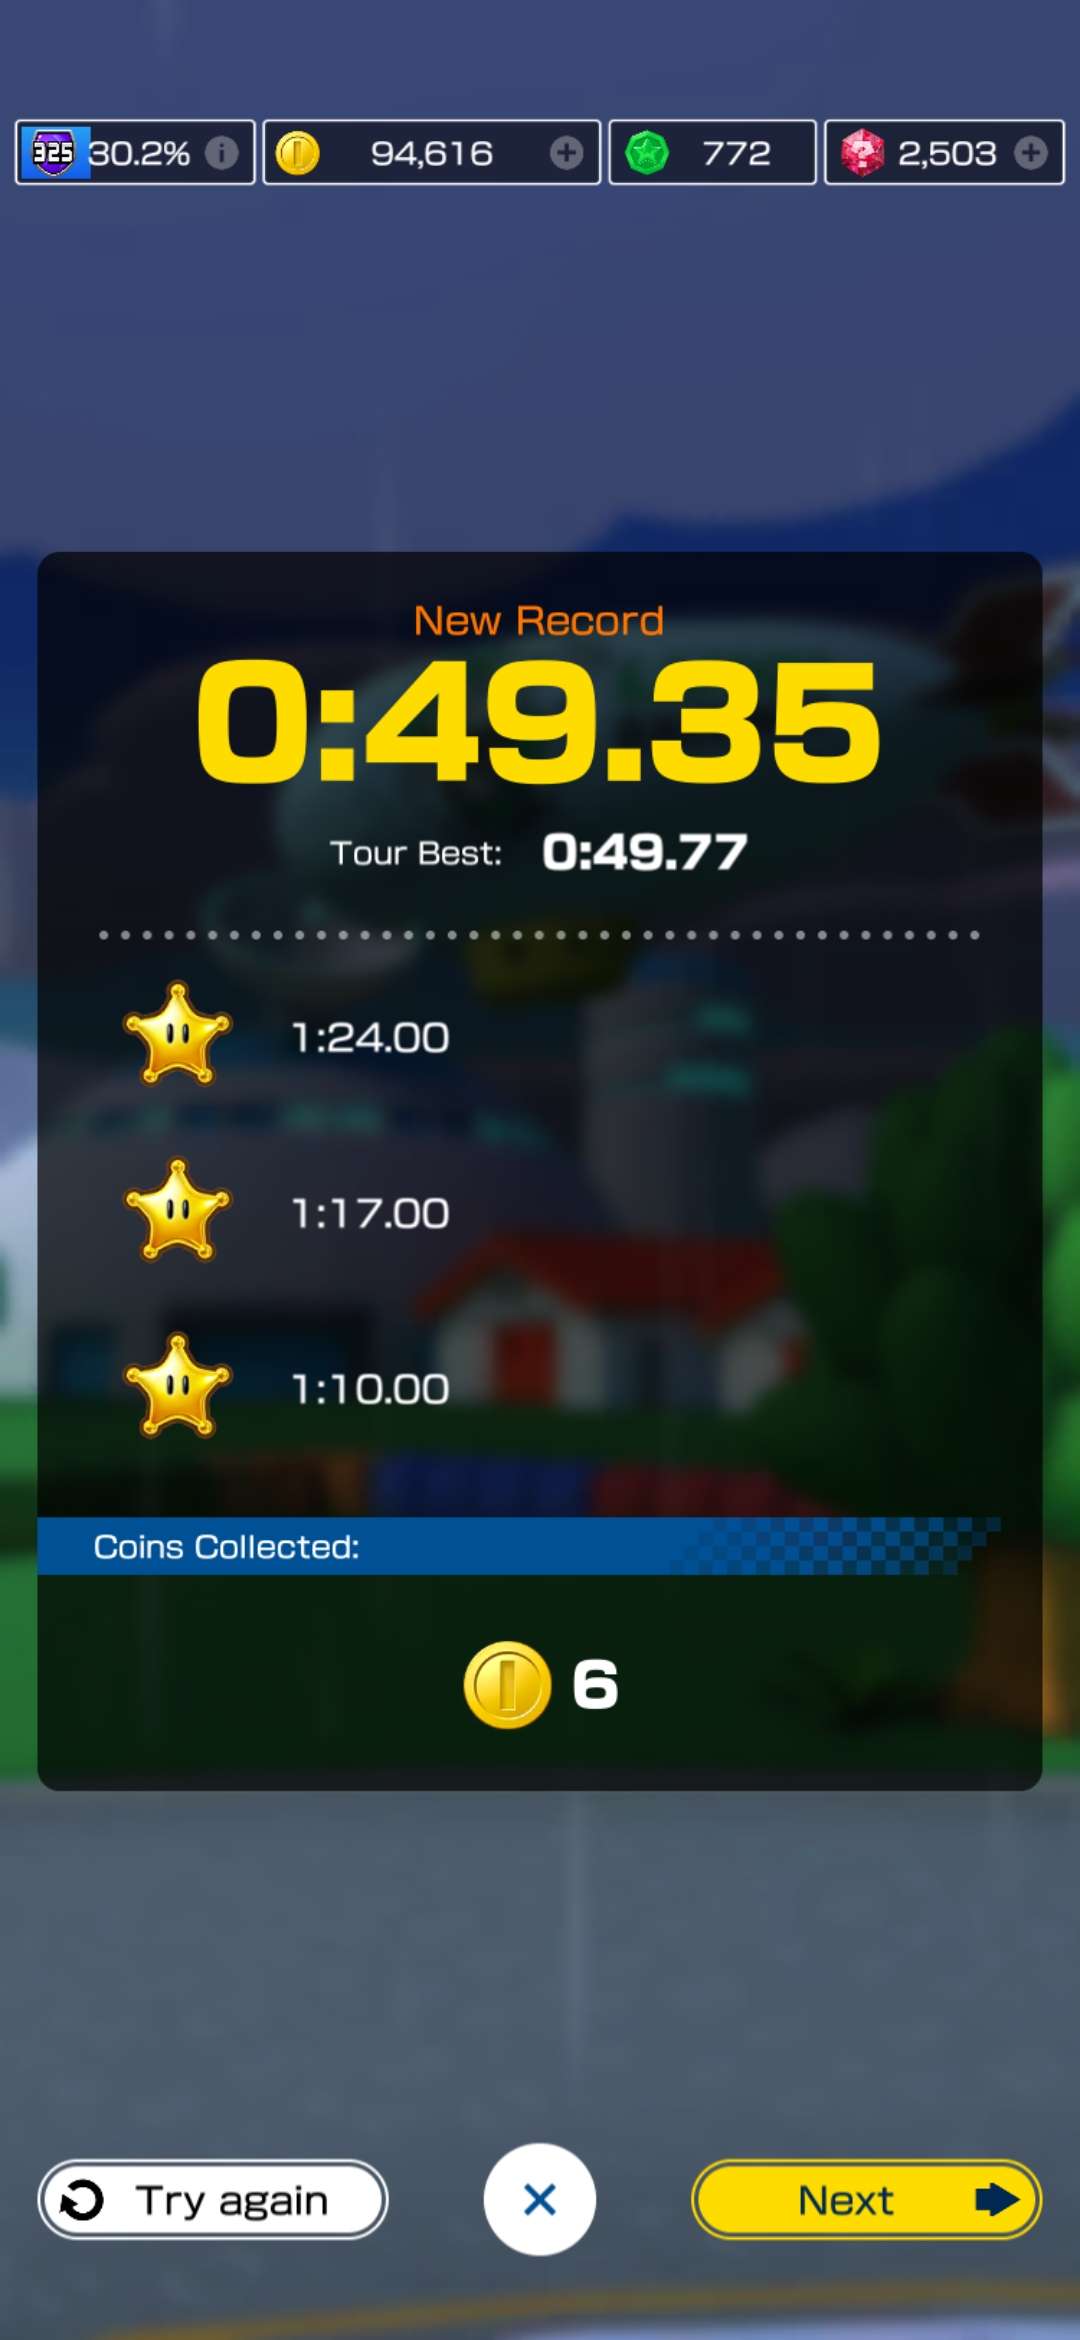 325 30.2% i 94,616 + 772 ? 2,503 +
New Record
0:49.35
Tour Best: 0:49.77
1:24.00
1:17.00
1:10.00
Coins Collected:
6
Try again × Next